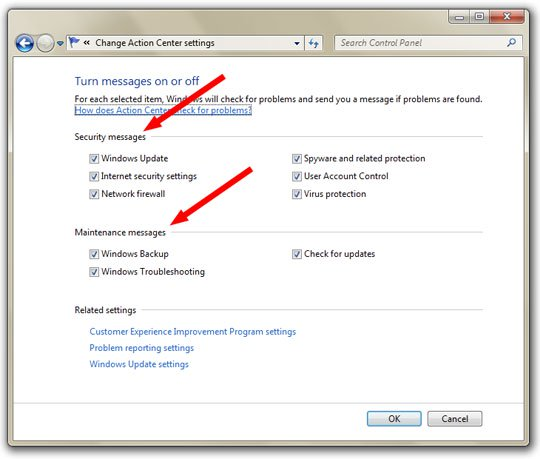 « Change Action Center settings
Search Control Panel
Turn messages on or off
For each selected item, Windows will check for problems and send you a message if problems are found.
How does Action Center check for problems?
Security messages
Windows Update
Spyware and related protection
Internet security settings
User Account Control
Network firewall
Virus protection
Maintenance messages
Windows Backup
Check for updates
Windows Troubleshooting
Related settings
Customer Experience Improvement Program settings
Problem reporting settings
Windows Update settings
OK
Cancel